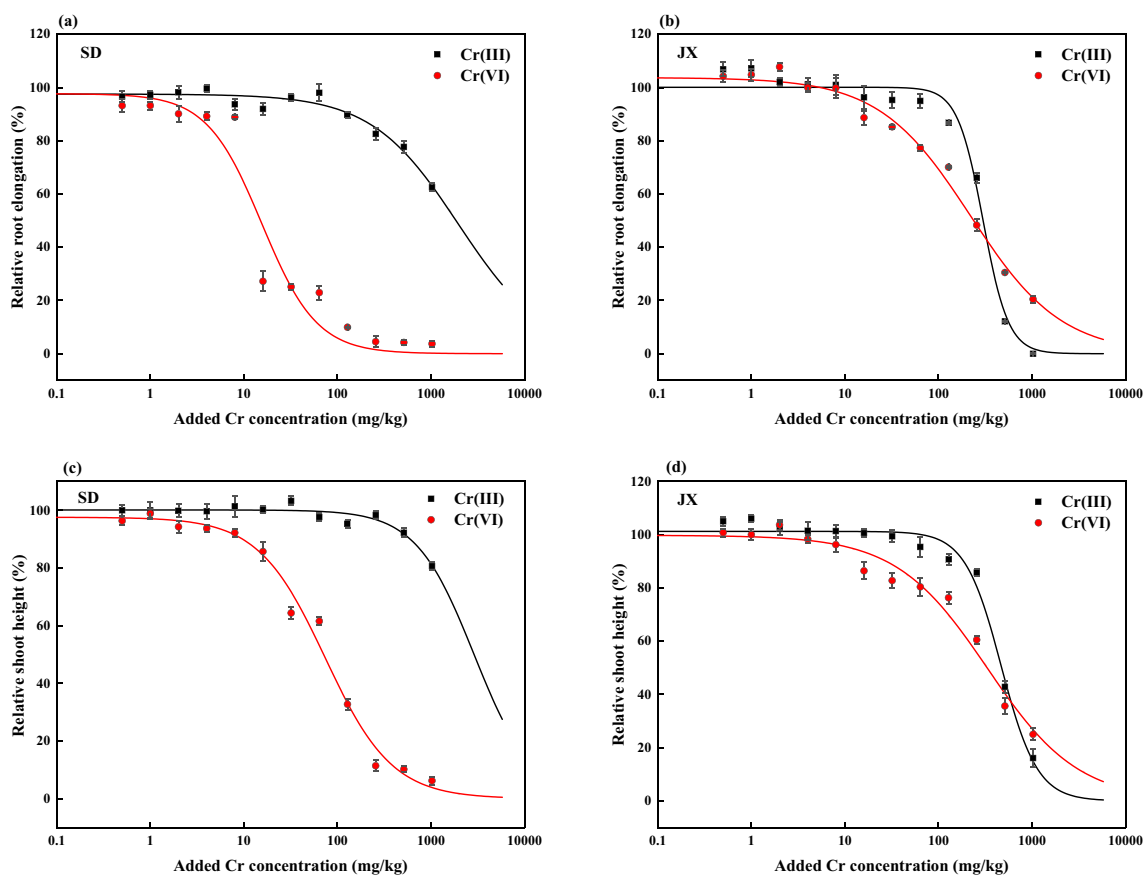 (a)
SD
Cr(III)
Cr(VI)
120
100
80
60
40
20
0
Relative root elongation (%)
0.1 1 10 100 1000 10000
Added Cr concentration (mg/kg)
(b)
JX
Cr(III)
Cr(VI)
120
100
80
60
40
20
0
Relative root elongation (%)
0.1 1 10 100 1000 10000
Added Cr concentration (mg/kg)
(c)
SD
Cr(III)
Cr(VI)
120
100
80
60
40
20
0
Relative shoot height (%)
0.1 1 10 100 1000 10000
Added Cr concentration (mg/kg)
(d)
JX
Cr(III)
Cr(VI)
120
100
80
60
40
20
0
Relative shoot height (%)
0.1 1 10 100 1000 10000
Added Cr concentration (mg/kg)